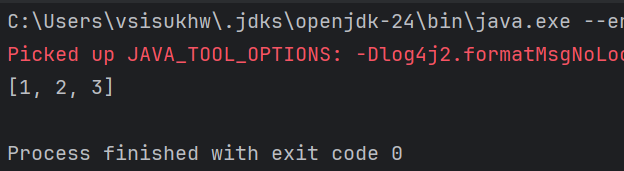 C:\Users\vsisukhw\.jdks\openjdk-24\bin\java.exe
Picked up JAVA_TOOL_OPTIONS: -Dlog4j2.formatMsgNoLoo
[1, 2, 3]
Process finished with exit code 0